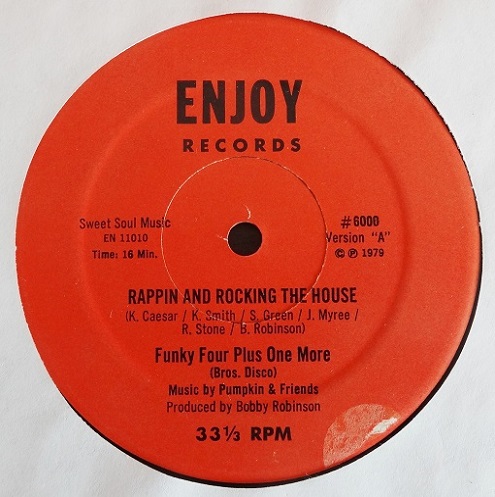 ENJOY
RECORDS
Sweet Soul Music
EN 11010
Time: 16 Min.
#6000
Version "A"
© ℗ 1979
RAPPIN AND ROCKING THE HOUSE
(K. Caesar / K. Smith / S. Green / J. Myree /
R. Stone / B. Robinson)
Funky Four Plus One More
(Bros. Disco)
Music by Pumpkin & Friends
Produced by Bobby Robinson
33 1/3 RPM